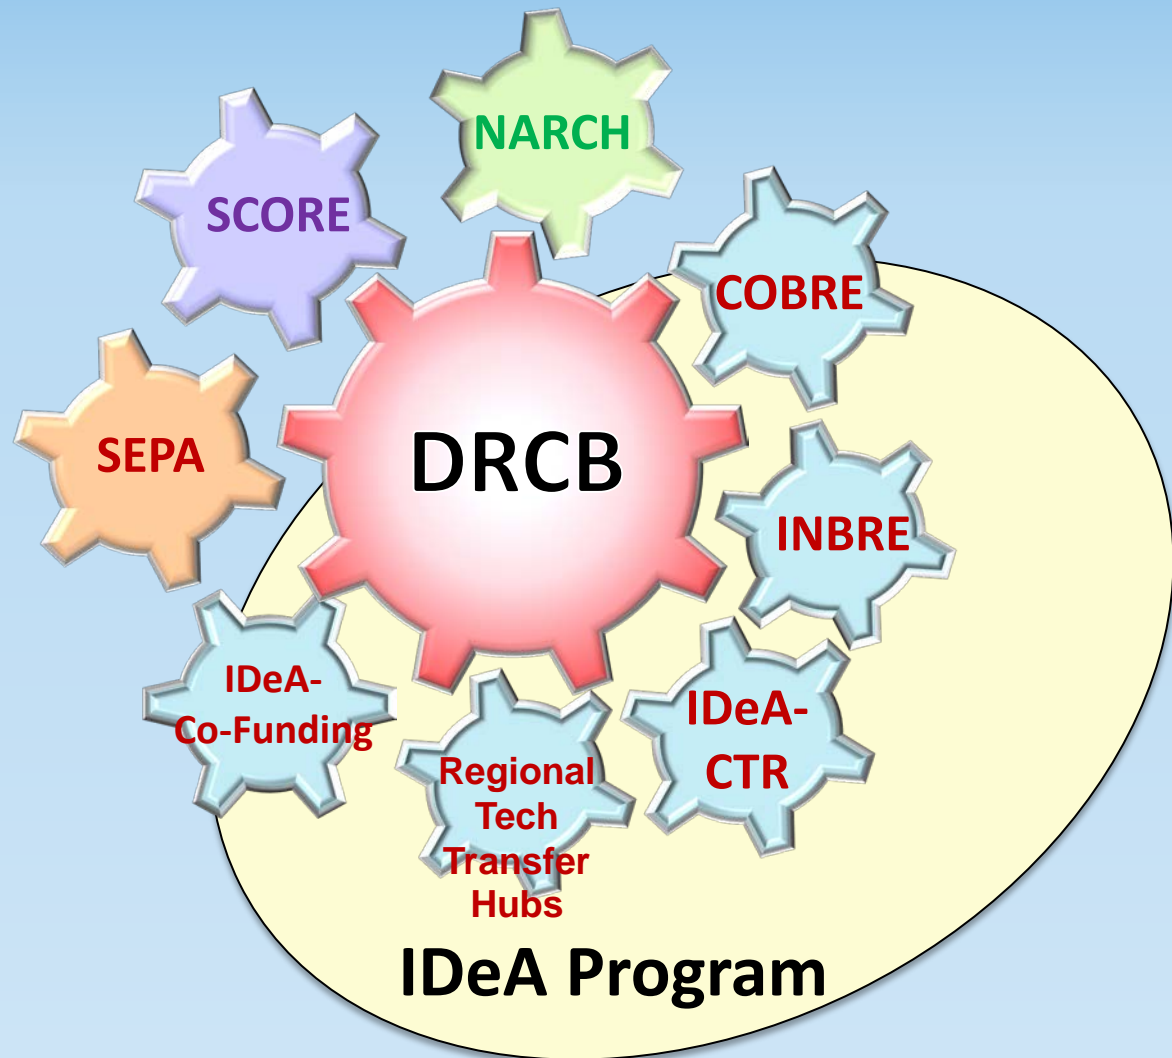 NARCH
SCORE
COBRE
DRCB
SEPA
INBRE
IDeA-
Co-Funding
IDeA-
CTR
Regional
Tech
Transfer
Hubs
IDeA Program